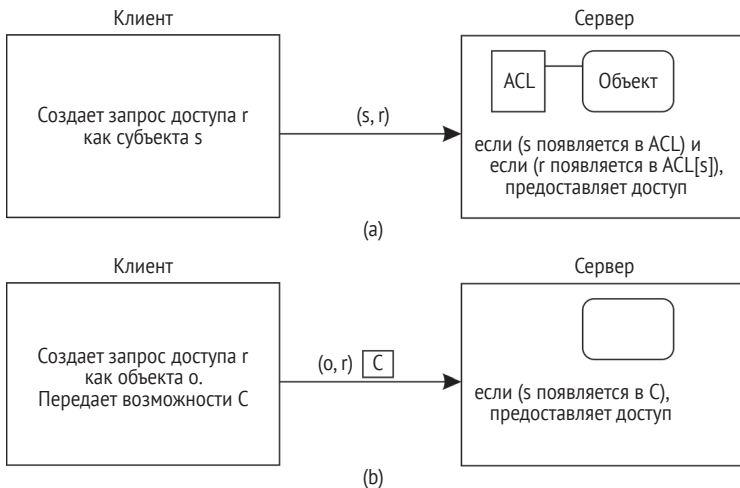 Клиент
Сервер
Создает запрос доступа r
как субъекта s
(s, r)
ACL
Объект
если (s появляется в ACL) и
если (r появляется в ACL[s]),
предоставляет доступ
(a)
Клиент
Сервер
Создает запрос доступа r
как объекта o.
Передает возможности C
(o, r) C
если (s появляется в C),
предоставляет доступ
(b)